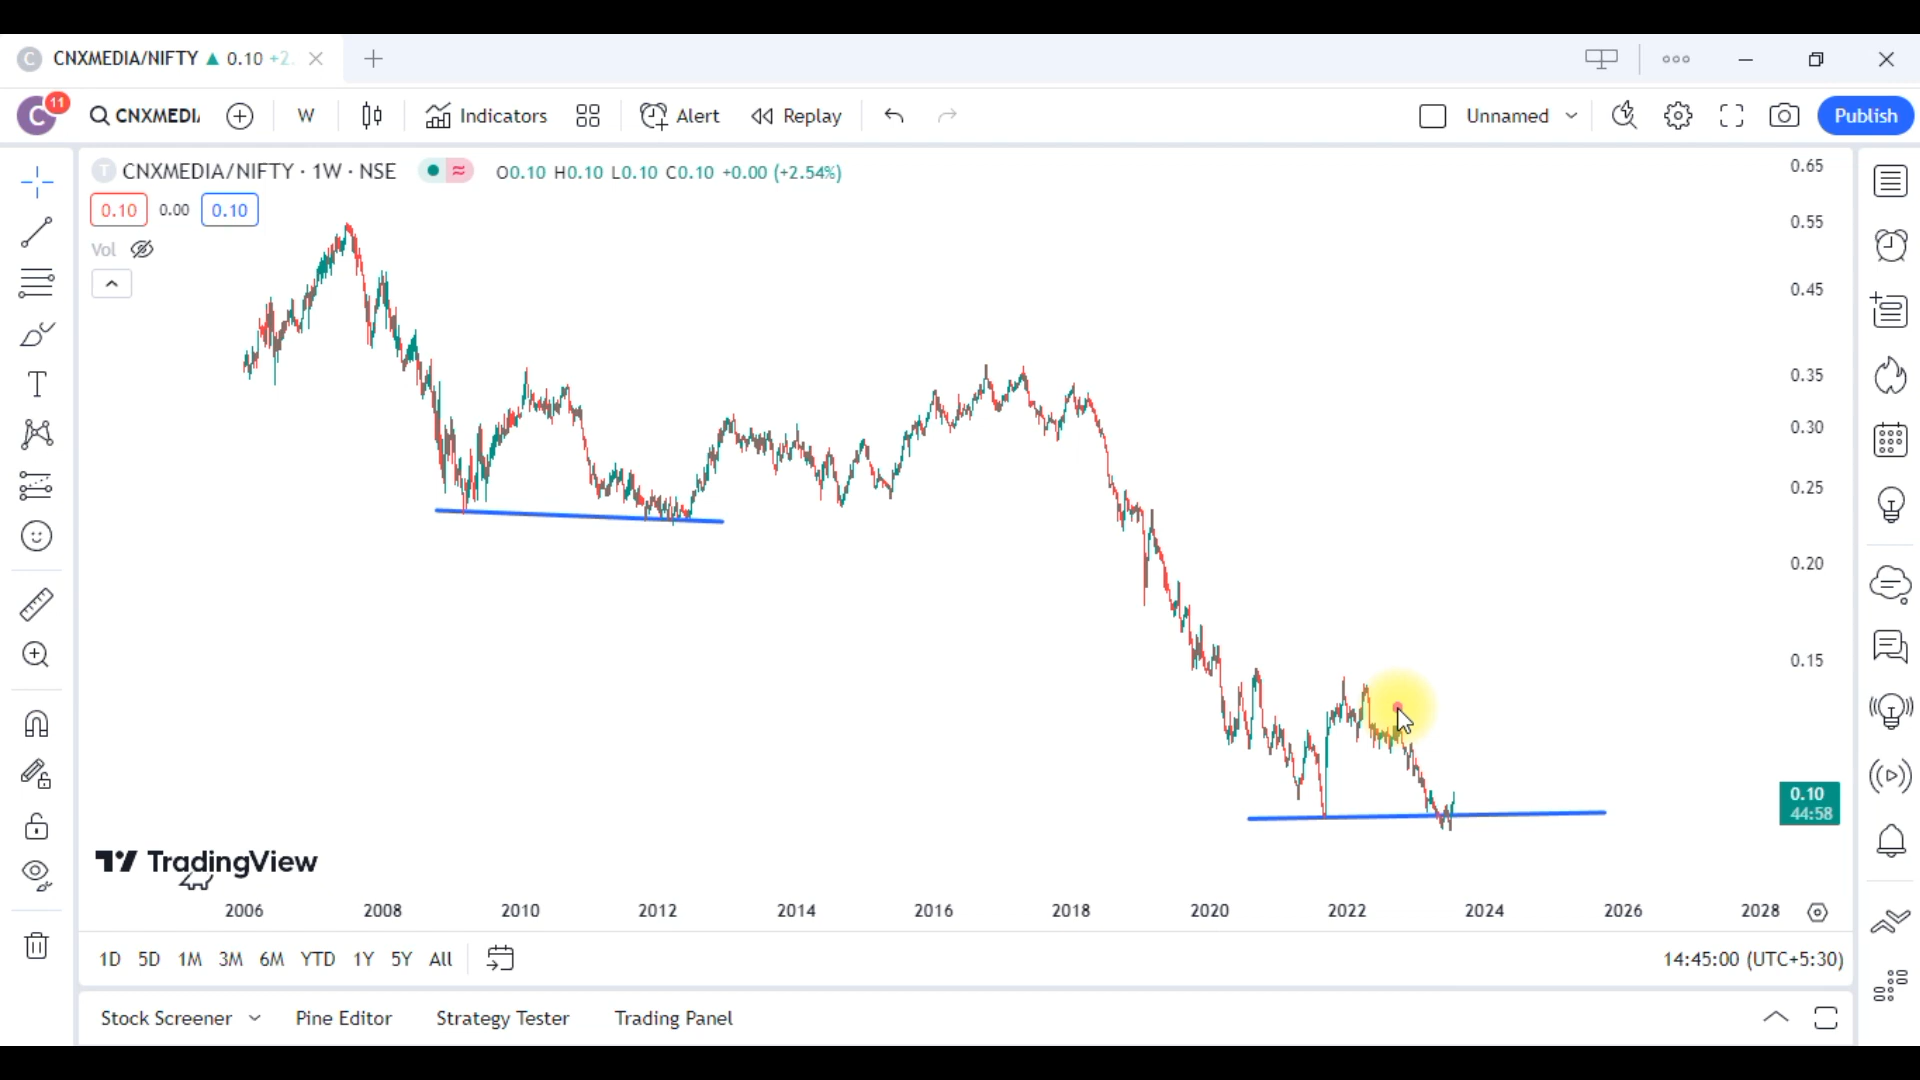 C CNXMEDIA/NIFTY ▲ 0.10 +2.
C 11 CNXMEDI W Indicators Alert Replay Unnamed Publish
T CNXMEDIA/NIFTY · 1W · NSE O0.10 H0.10 L0.10 C0.10 +0.00 (+2.54%)
0.10 0.00 0.10
Vol
0.65
0.55
0.45
0.35
0.30
0.25
0.20
0.15
0.10
44:58
TradingView
2006 2008 2010 2012 2014 2016 2018 2020 2022 2024 2026 2028
1D 5D 1M 3M 6M YTD 1Y 5Y All 14:45:00 (UTC+5:30)
Stock Screener Pine Editor Strategy Tester Trading Panel